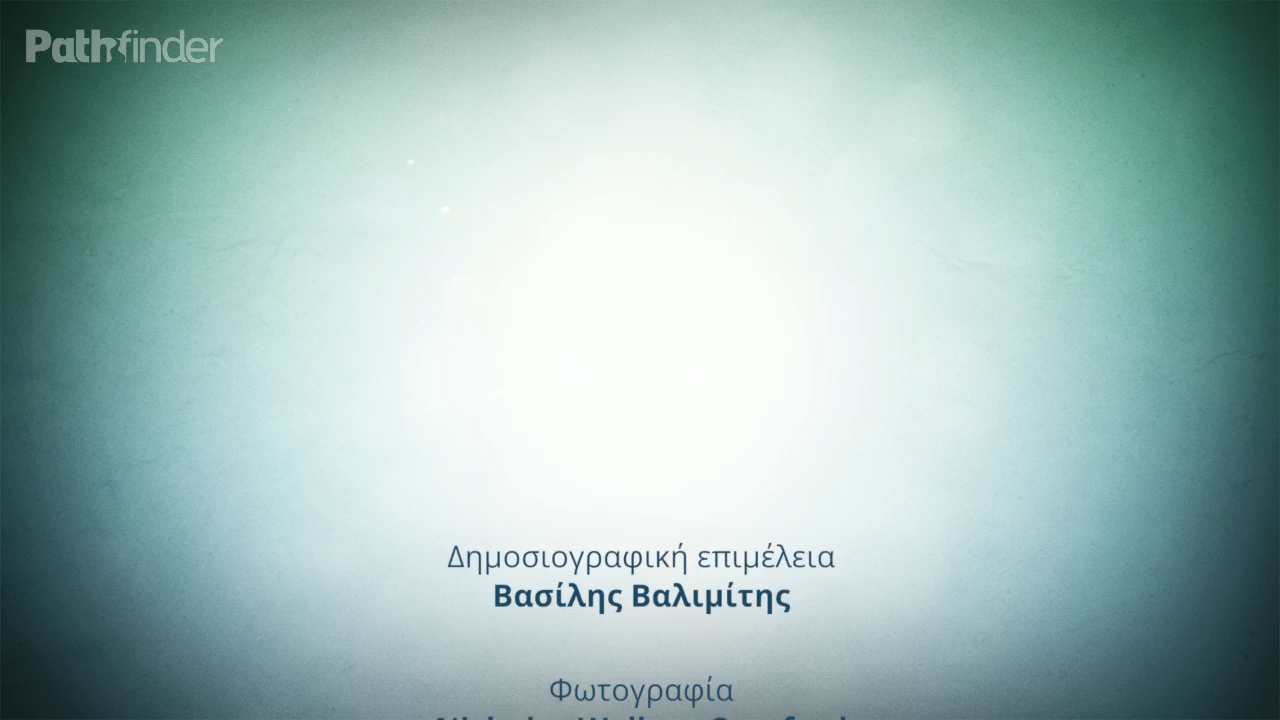 Pathfinder
Δημοσιογραφική επιμέλεια
Βασίλης Βαλιμίτης
Φωτογραφία